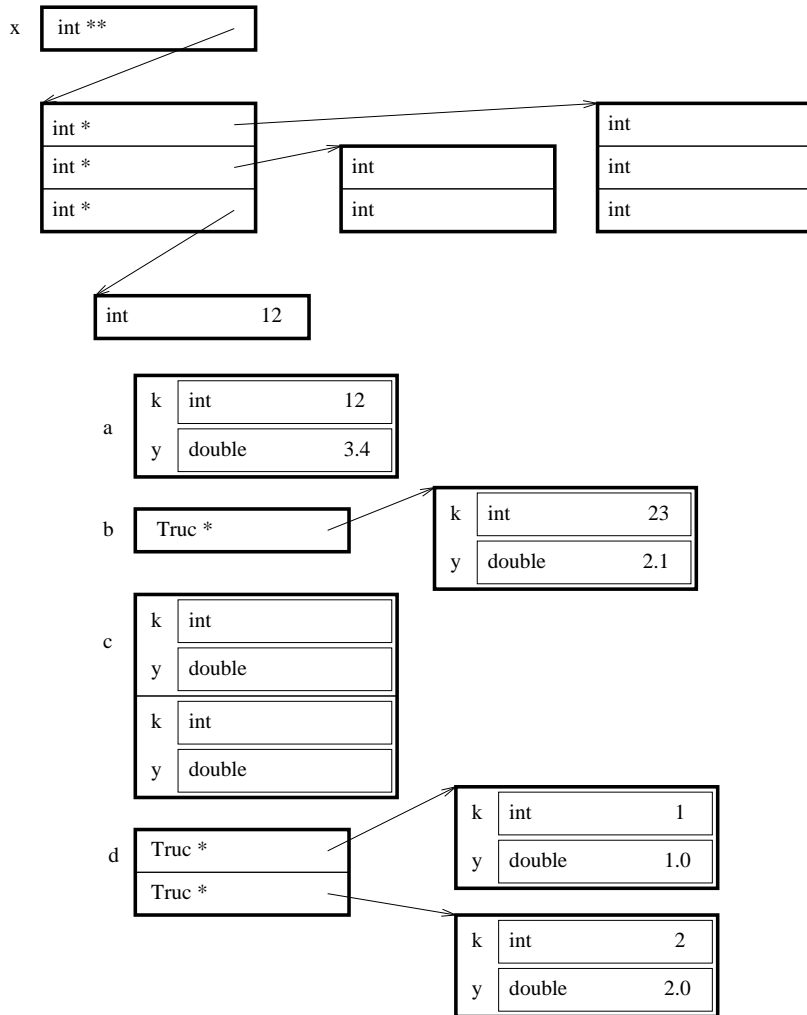 x int **
int * int
int * int int
int * int int
int 12
k int 12
a
y double 3.4
b Truc * k int 23
y double 2.1
k int
c
y double
k int
y double
k int 1
d Truc * y double 1.0
Truc *
k int 2
y double 2.0